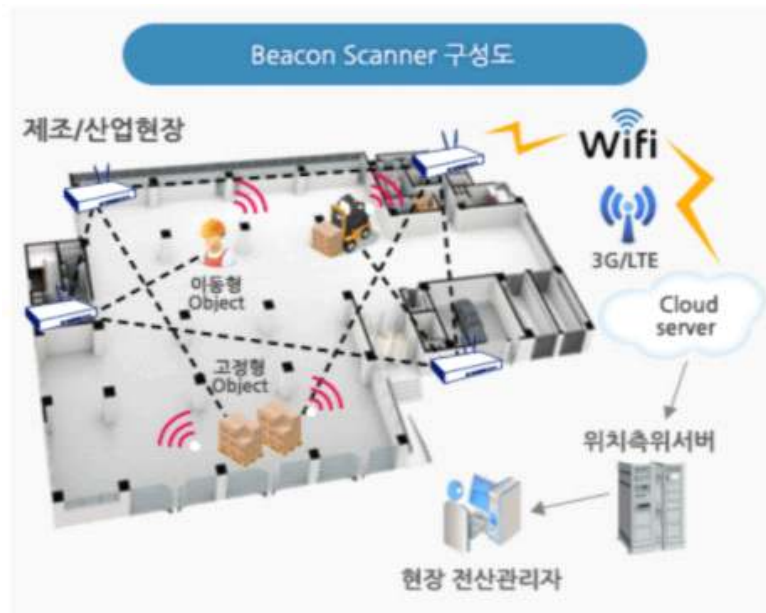 Beacon Scanner 구성도
제조/산업현장
Wifi
3G/LTE
이동형
Object
Cloud
server
고정형
Object
위치측위서버
현장 전산관리자